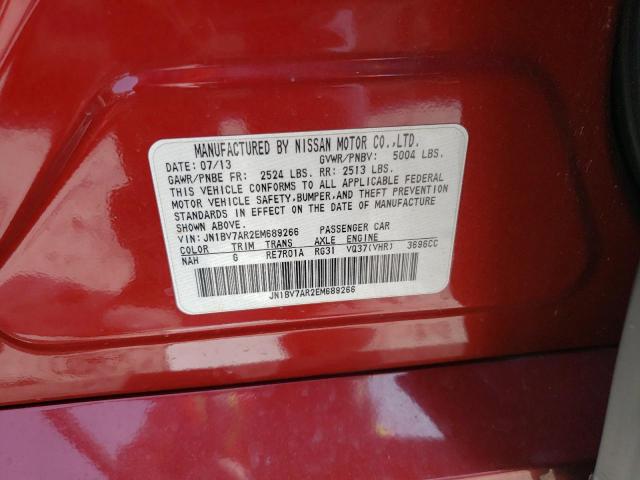 MANUFACTURED BY NISSAN MOTOR CO.,LTD.
DATE: 07/13 GVWR/PNBV: 5004 LBS.
GAWR/PNBE FR: 2524 LBS. RR: 2513 LBS.
THIS VEHICLE CONFORMS TO ALL APPLICABLE FEDERAL
MOTOR VEHICLE SAFETY,BUMPER,AND THEFT PREVENTION
STANDARDS IN EFFECT ON THE DATE OF MANUFACTURE
SHOWN ABOVE.
VIN: JN1BV7AR2EM689266 PASSENGER CAR
COLOR TRIM TRANS AXLE ENGINE
NAH G RE7R01A RG31 VQ37(VHR) 3696CC
JN1BV7AR2EM689266